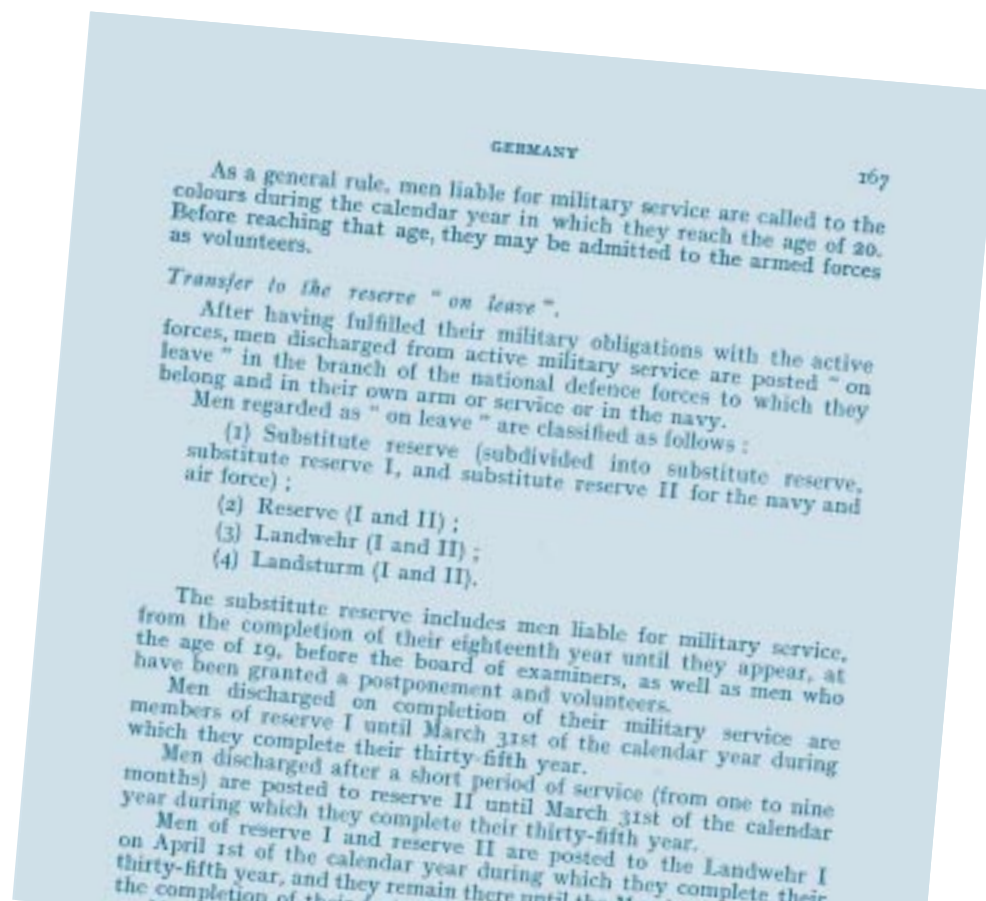 GERMANY
167
As a general rule, men liable for military service are called to the
colours during the calendar year in which they reach the age of 20.
Before reaching that age, they may be admitted to the armed forces
as volunteers.
Transfer to the reserve “ on leave ”.
After having fulfilled their military obligations with the active
forces, men discharged from active military service are posted “ on
leave ” in the branch of the national defence forces to which they
belong and in their own arm or service or in the navy.
Men regarded as “ on leave ” are classified as follows :
(1) Substitute reserve (subdivided into substitute reserve,
substitute reserve I, and substitute reserve II for the navy and
air force) ;
(2) Reserve (I and II) ;
(3) Landwehr (I and II) ;
(4) Landsturm (I and II).
The substitute reserve includes men liable for military service,
from the completion of their eighteenth year until they appear, at
the age of 19, before the board of examiners, as well as men who
have been granted a postponement and volunteers.
Men discharged on completion of their military service are
members of reserve I until March 31st of the calendar year during
which they complete their thirty-fifth year.
Men discharged after a short period of service (from one to nine
months) are posted to reserve II until March 31st of the calendar
year during which they complete their thirty-fifth year.
Men of reserve I and reserve II are posted to the Landwehr I
on April 1st of the calendar year during which they complete their
thirty-fifth year, and they remain there until the
the completion of